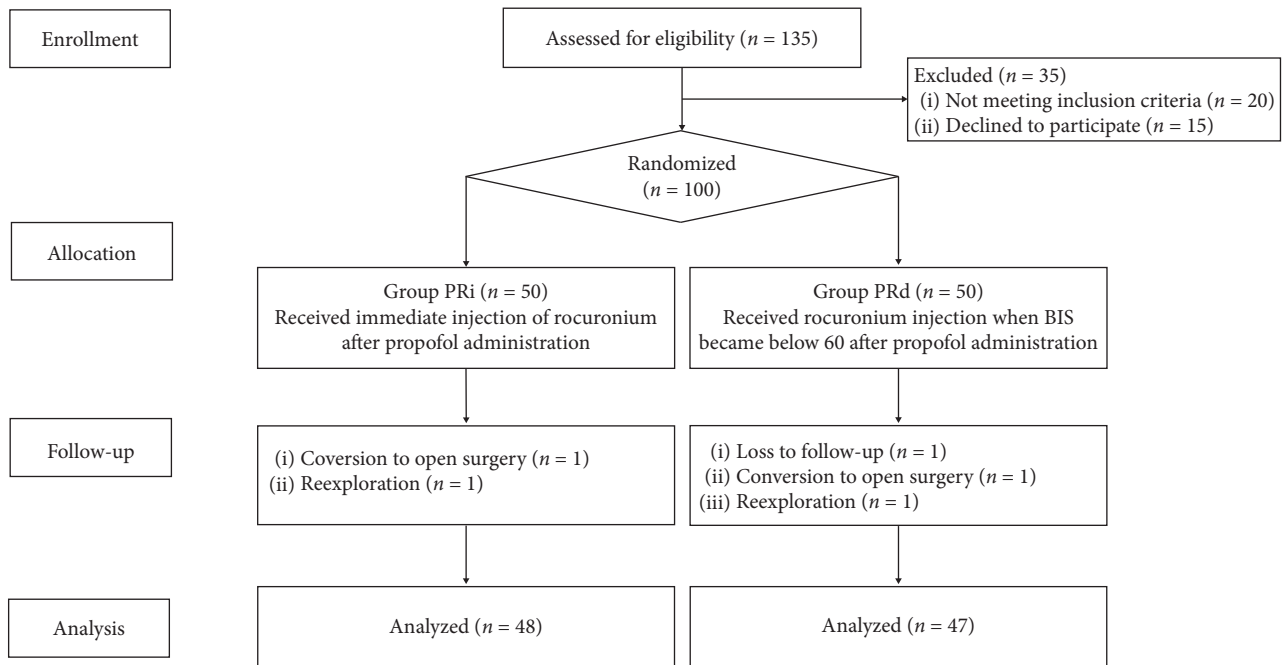 Enrollment
Assessed for eligibility (n = 135)
Excluded (n = 35)
(i) Not meeting inclusion criteria (n = 20)
(ii) Declined to participate (n = 15)
Randomized
(n = 100)
Allocation
Group PRi (n = 50)
Received immediate injection of rocuronium
after propofol administration
Group PRd (n = 50)
Received rocuronium injection when BIS
became below 60 after propofol administration
Follow-up
(i) Coversion to open surgery (n = 1)
(ii) Reexploration (n = 1)
(i) Loss to follow-up (n = 1)
(ii) Conversion to open surgery (n = 1)
(iii) Reexploration (n = 1)
Analysis
Analyzed (n = 48)
Analyzed (n = 47)